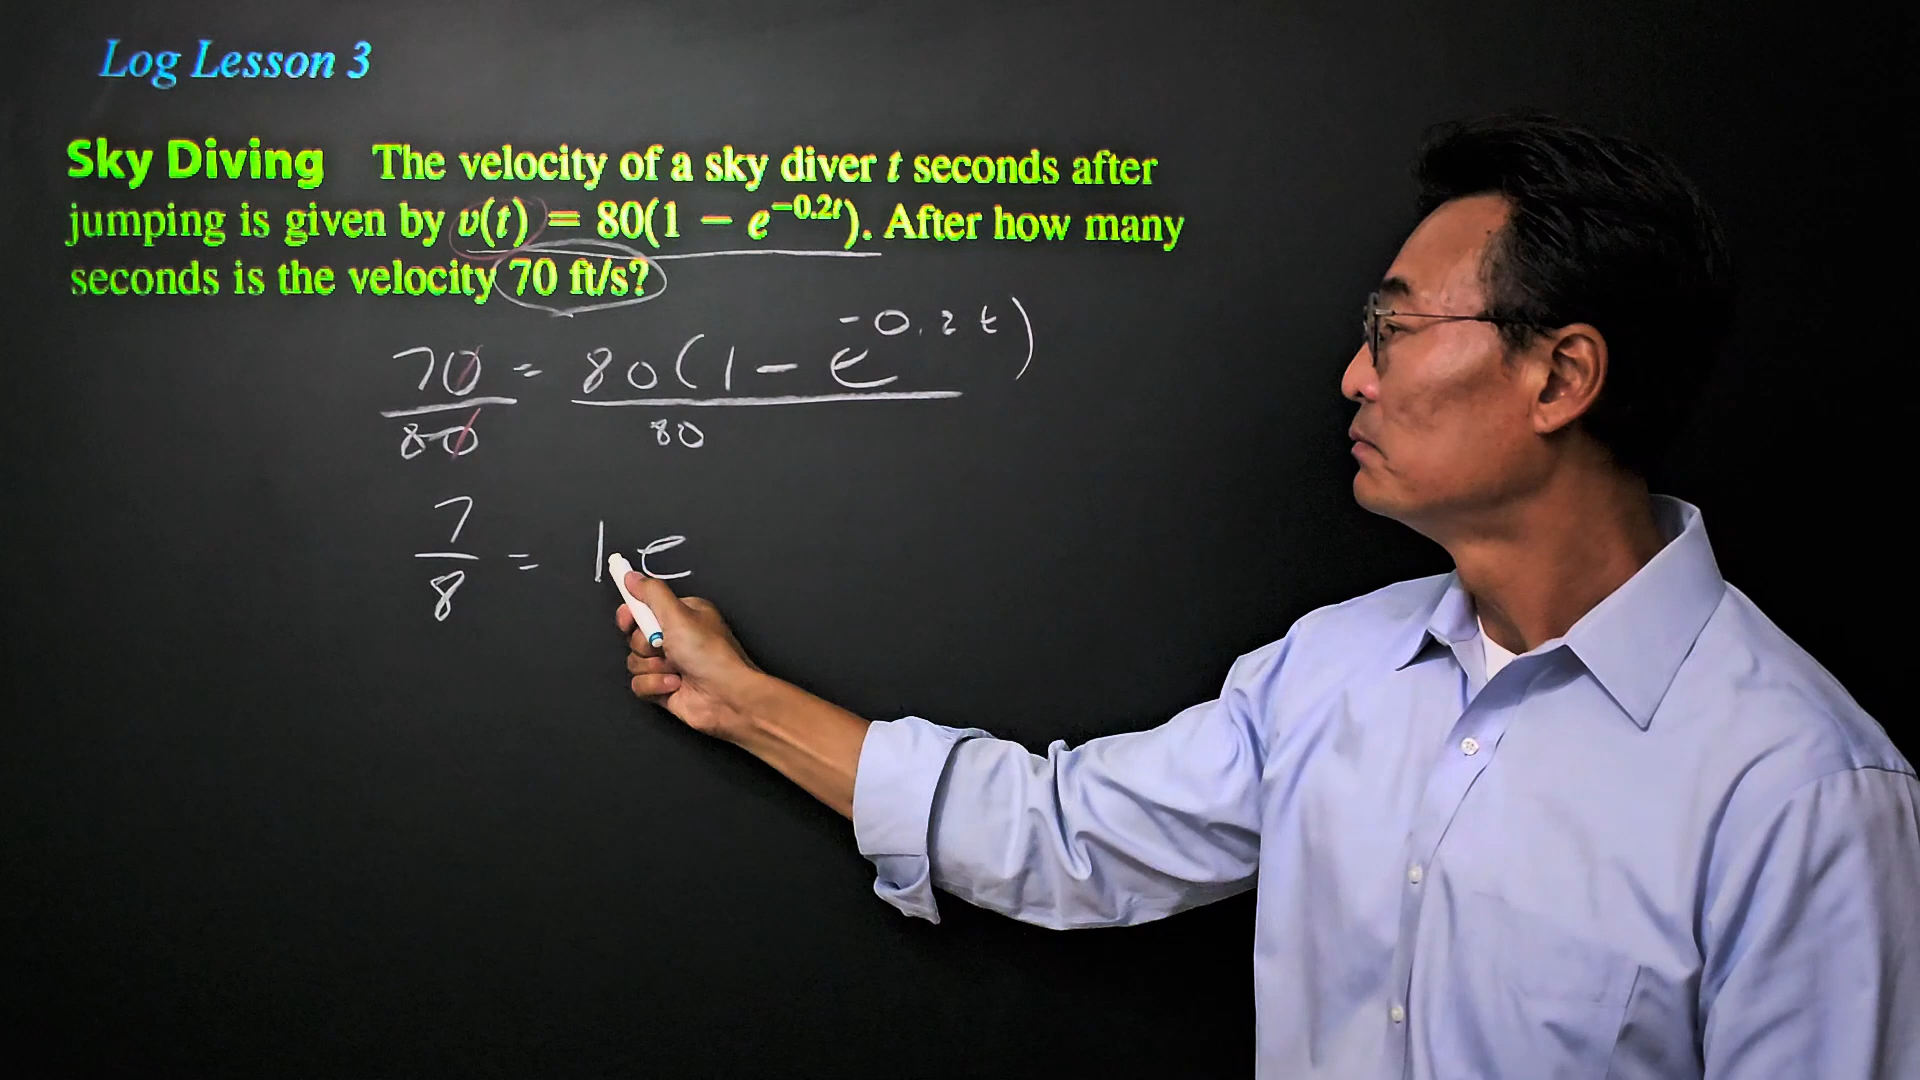 Log Lesson 3
Sky Diving The velocity of a sky diver t seconds after
jumping is given by v(t) = 80(1 − e^−0.2t). After how many
seconds is the velocity 70 ft/s?
70/80 = 80(1 − e^−0.2t)/80
7/8 = 1 e